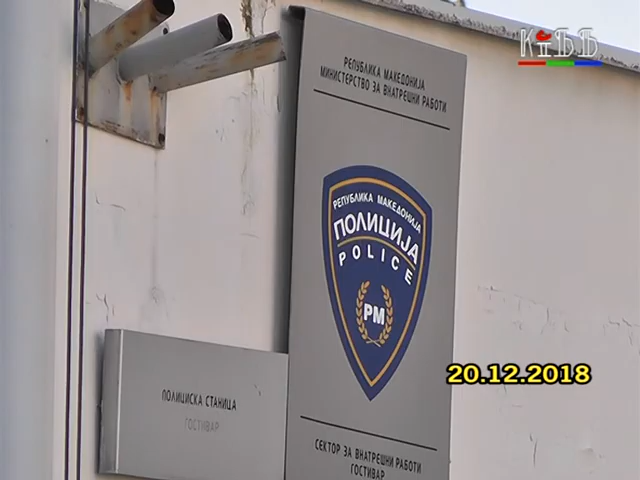 КІББ
РЕПУБЛИКА МАКЕДОНИЈА
МИНИСТЕРСТВО ЗА ВНАТРЕШНИ РАБОТИ
РЕПУБЛИКА МАКЕДОНИЈА
ПОЛИЦИЈА
POLICE
РМ
20.12.2018
ПОЛИЦИСКА СТАНИЦА
ГОСТИВАР
СЕКТОР ЗА ВНАТРЕШНИ РАБОТИ
ГОСТИВАР